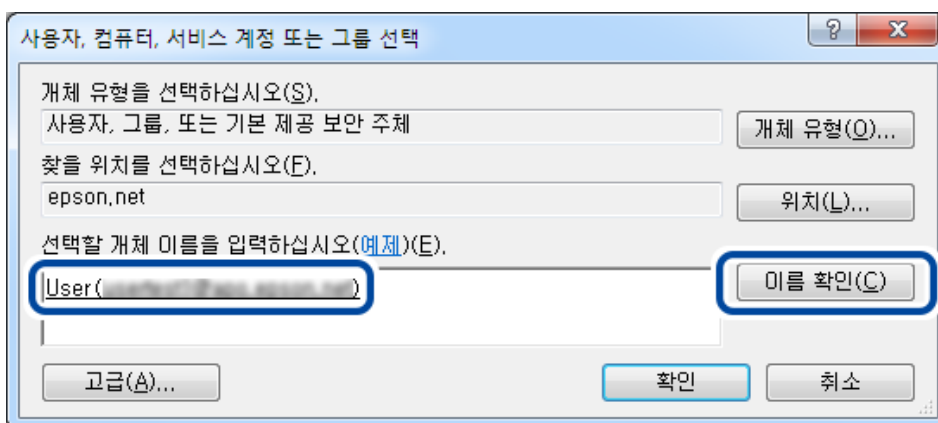 사용자, 컴퓨터, 서비스 계정 또는 그룹 선택
개체 유형을 선택하십시오(S).
사용자, 그룹, 또는 기본 제공 보안 주체
개체 유형(O)...
찾을 위치를 선택하십시오(F).
epson.net
위치(L)...
선택할 개체 이름을 입력하십시오(예제)(E).
User( )
이름 확인(C)
고급(A)...
확인
취소